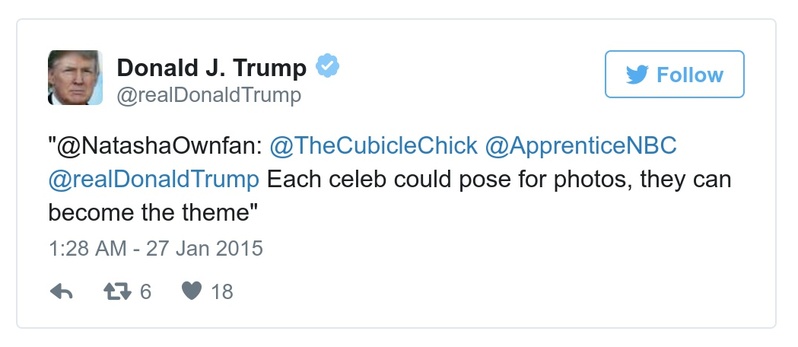 Donald J. Trump
@realDonaldTrump
Follow
"@NatashaOwnfan: @TheCubicleChick @ApprenticeNBC
@realDonaldTrump Each celeb could pose for photos, they can
become the theme"
1:28 AM - 27 Jan 2015
6 18